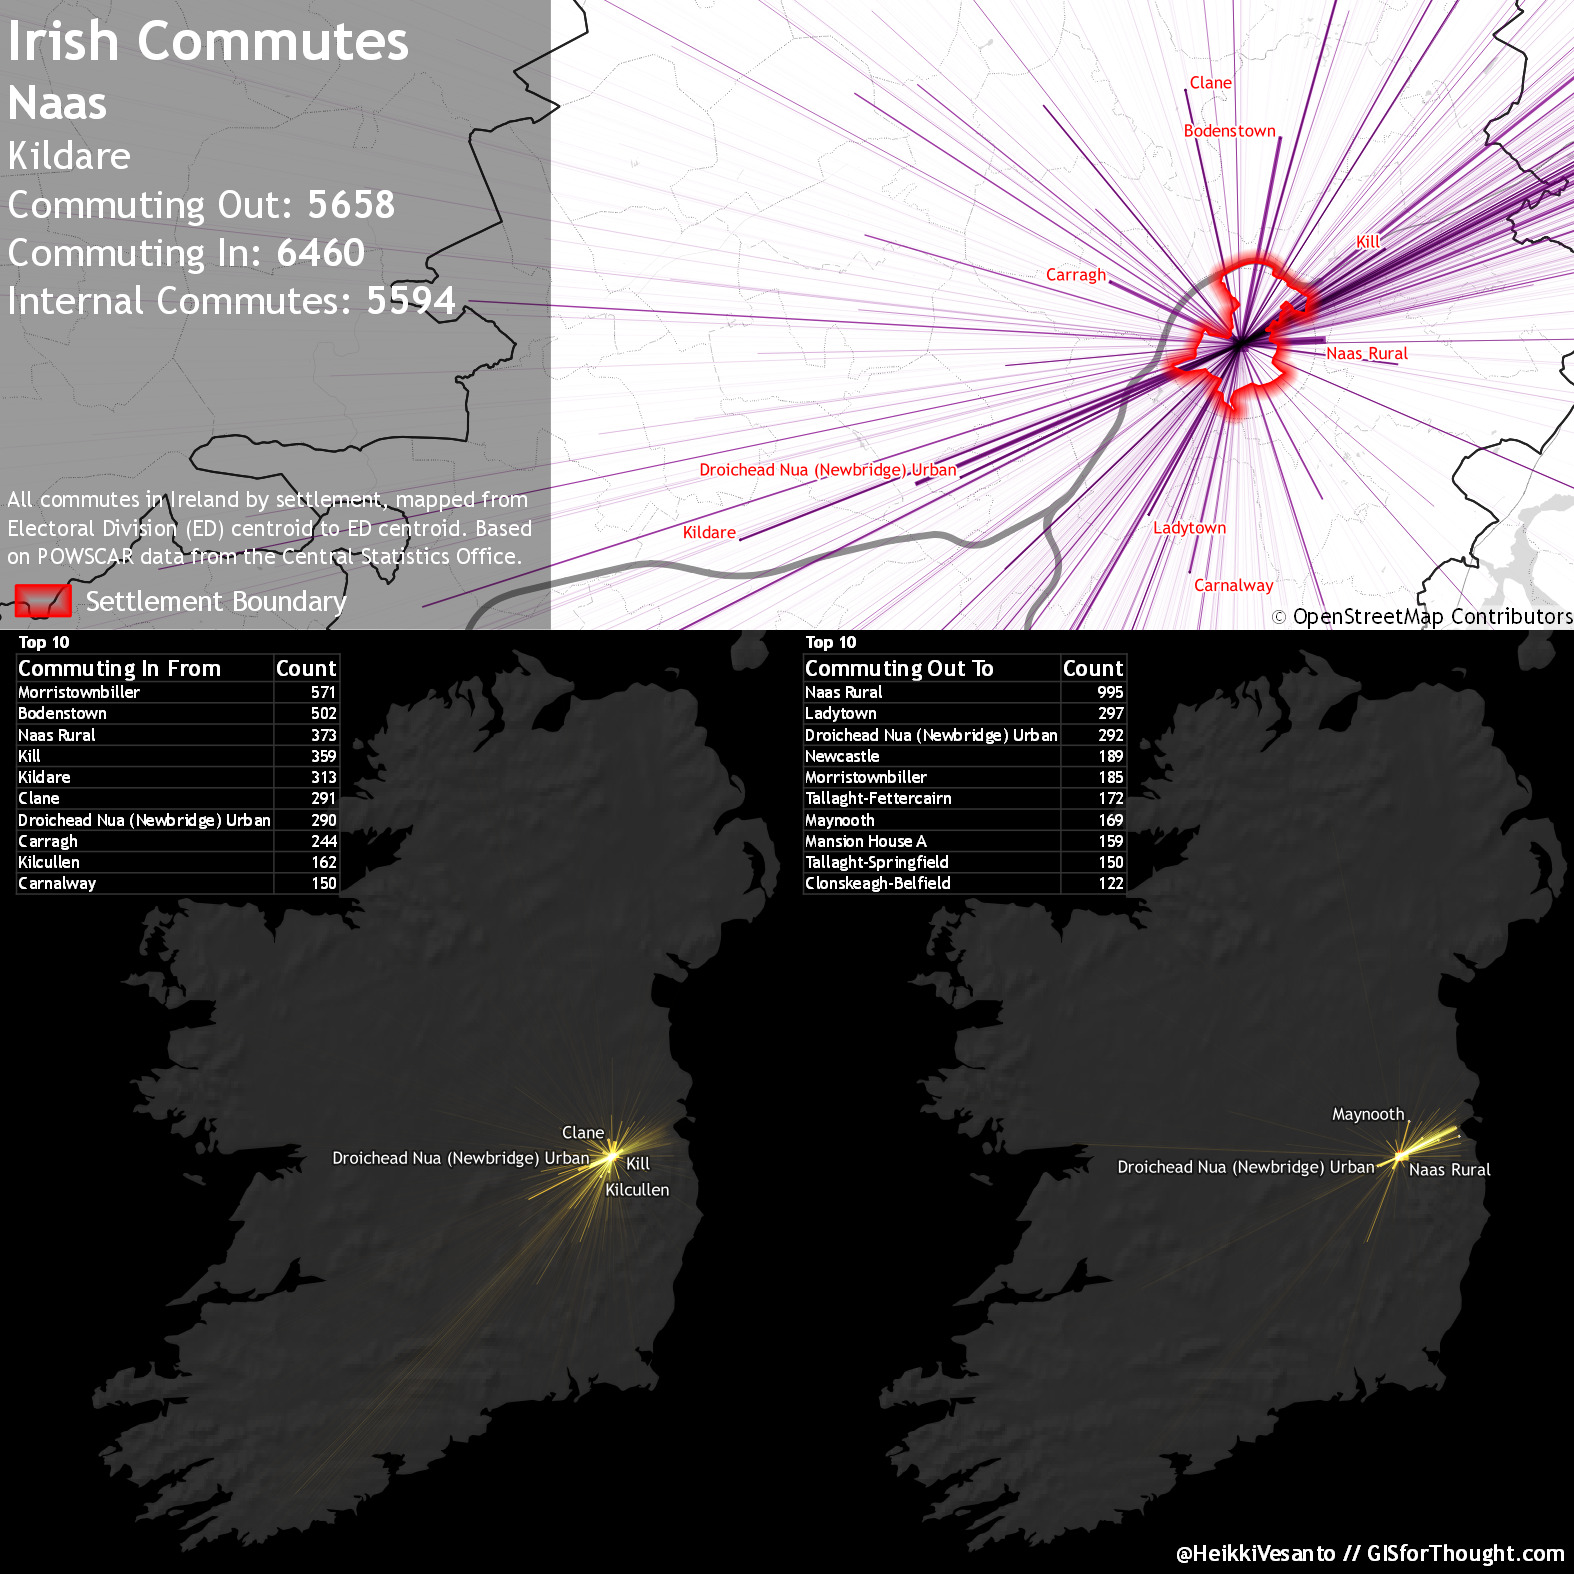 Irish Commutes
Naas
Kildare
Commuting Out: 5658
Commuting In: 6460
Internal Commutes: 5594
All commutes in Ireland by settlement, mapped from
Electoral Division (ED) centroid to ED centroid. Based
on POWSCAR data from the Central Statistics Office.
Settlement Boundary
Clane
Bodenstown
Kill
Carragh
Naas Rural
Droichead Nua (Newbridge) Urban
Kildare
Ladytown
Carnalway
© OpenStreetMap Contributors
Top 10
Commuting In From Count
Morristownbiller 571
Bodenstown 502
Naas Rural 373
Kill 359
Kildare 313
Clane 291
Droichead Nua (Newbridge) Urban 290
Carragh 244
Kilcullen 162
Carnalway 150
Clane
Droichead Nua (Newbridge) Urban
Kill
Kilcullen
Top 10
Commuting Out To Count
Naas Rural 995
Ladytown 297
Droichead Nua (Newbridge) Urban 292
Newcastle 189
Morristownbiller 185
Tallaght-Fettercairn 172
Maynooth 169
Mansion House A 159
Tallaght-Springfield 150
Clonskeagh-Belfield 122
Maynooth
Droichead Nua (Newbridge) Urban
Naas Rural
@HeikkiVesanto // GISforThought.com